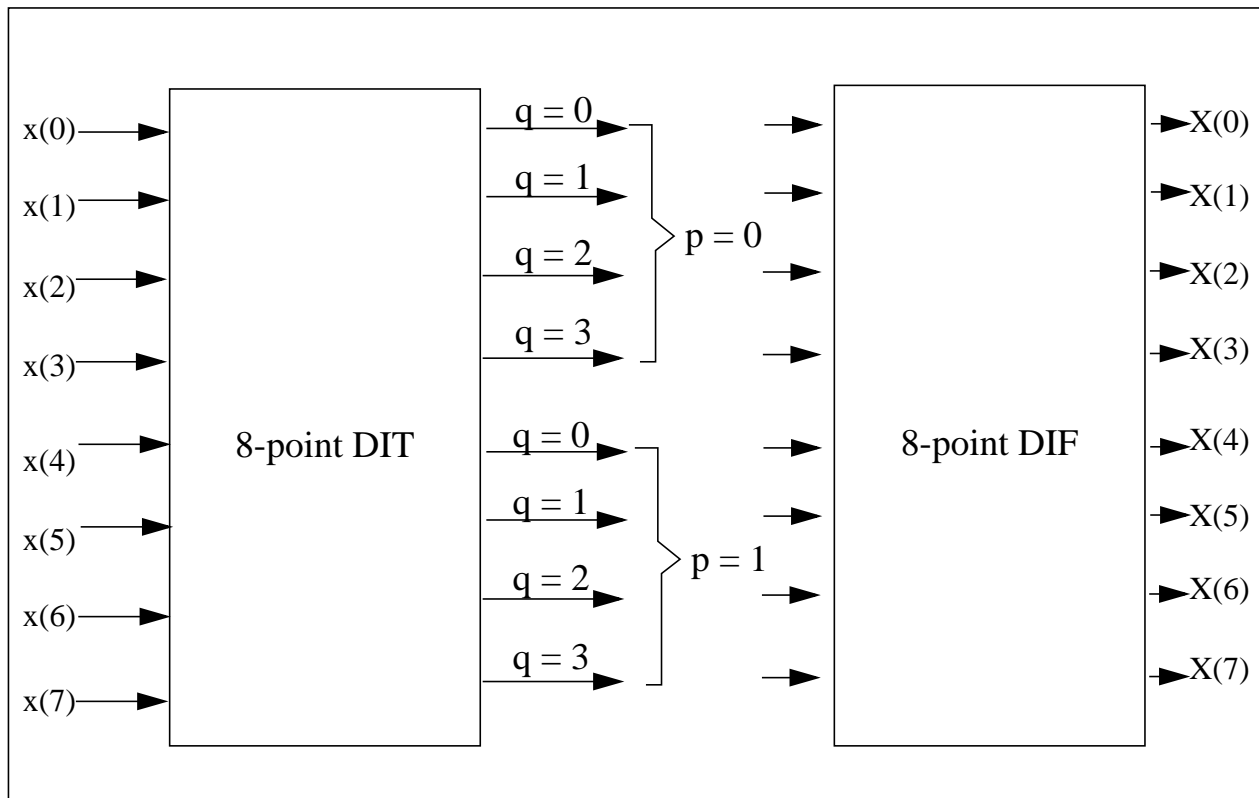 x(0)
x(1)
x(2)
x(3)
x(4)
x(5)
x(6)
x(7)
8-point DIT
q = 0
q = 1
q = 2
q = 3
p = 0
q = 0
q = 1
q = 2
q = 3
p = 1
8-point DIF
X(0)
X(1)
X(2)
X(3)
X(4)
X(5)
X(6)
X(7)